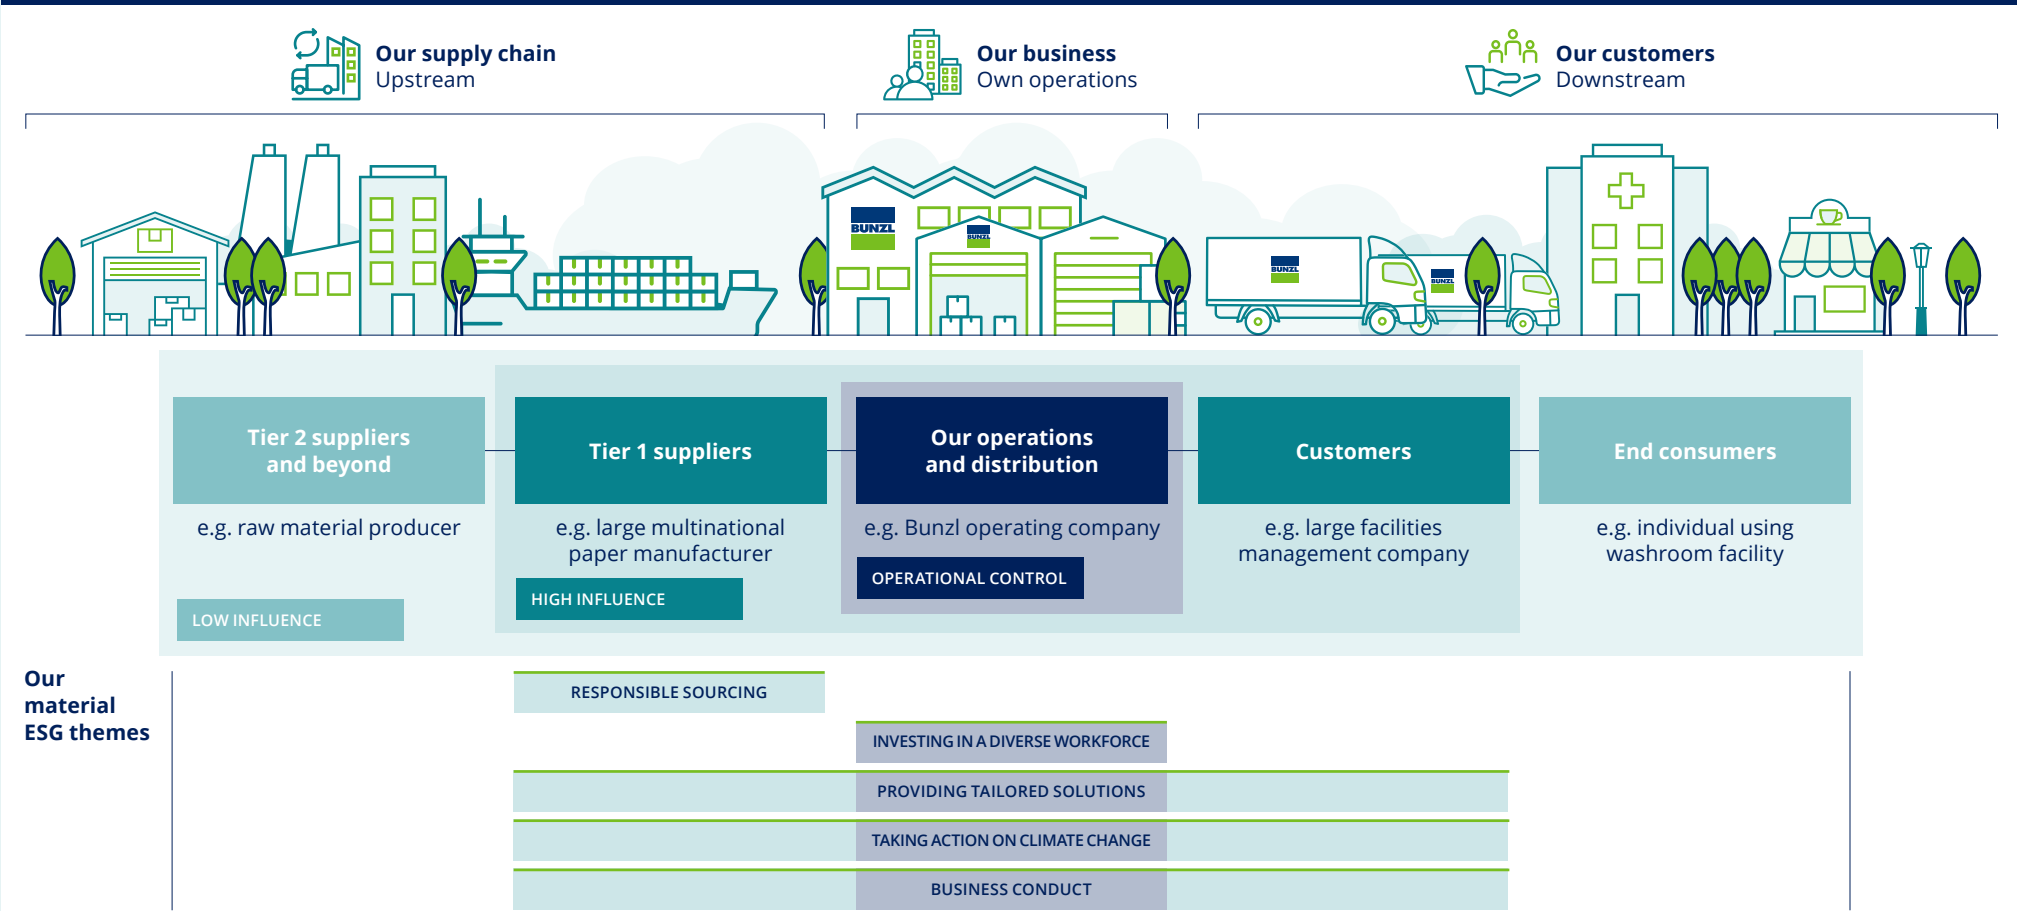 Our supply chain
Upstream
Our business
Own operations
Our customers
Downstream
BUNZL
BUNZL
BUNZL
BUNZL
Tier 2 suppliers
and beyond
Tier 1 suppliers
Our operations
and distribution
Customers
End consumers
e.g. raw material producer
e.g. large multinational
paper manufacturer
e.g. Bunzl operating company
e.g. large facilities
management company
e.g. individual using
washroom facility
OPERATIONAL CONTROL
HIGH INFLUENCE
LOW INFLUENCE
Our
material
ESG themes
RESPONSIBLE SOURCING
INVESTING IN A DIVERSE WORKFORCE
PROVIDING TAILORED SOLUTIONS
TAKING ACTION ON CLIMATE CHANGE
BUSINESS CONDUCT